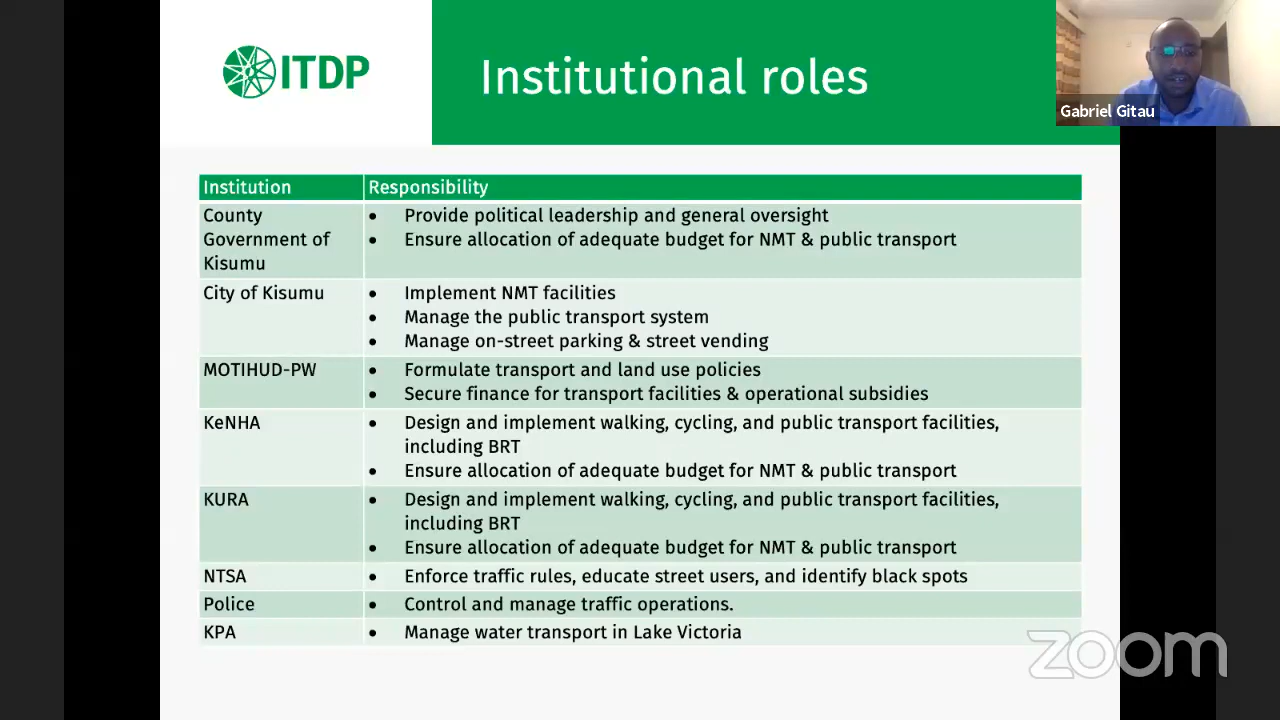 ITDP
Institutional roles
Gabriel Gitau
Institution
Responsibility
County
Government of
Kisumu
• Provide political leadership and general oversight
• Ensure allocation of adequate budget for NMT & public transport
City of Kisumu
• Implement NMT facilities
• Manage the public transport system
• Manage on-street parking & street vending
MOTIHUD-PW
• Formulate transport and land use policies
• Secure finance for transport facilities & operational subsidies
KeNHA
• Design and implement walking, cycling, and public transport facilities,
including BRT
• Ensure allocation of adequate budget for NMT & public transport
KURA
• Design and implement walking, cycling, and public transport facilities,
including BRT
• Ensure allocation of adequate budget for NMT & public transport
NTSA
• Enforce traffic rules, educate street users, and identify black spots
Police
• Control and manage traffic operations.
KPA
• Manage water transport in Lake Victoria
zoom